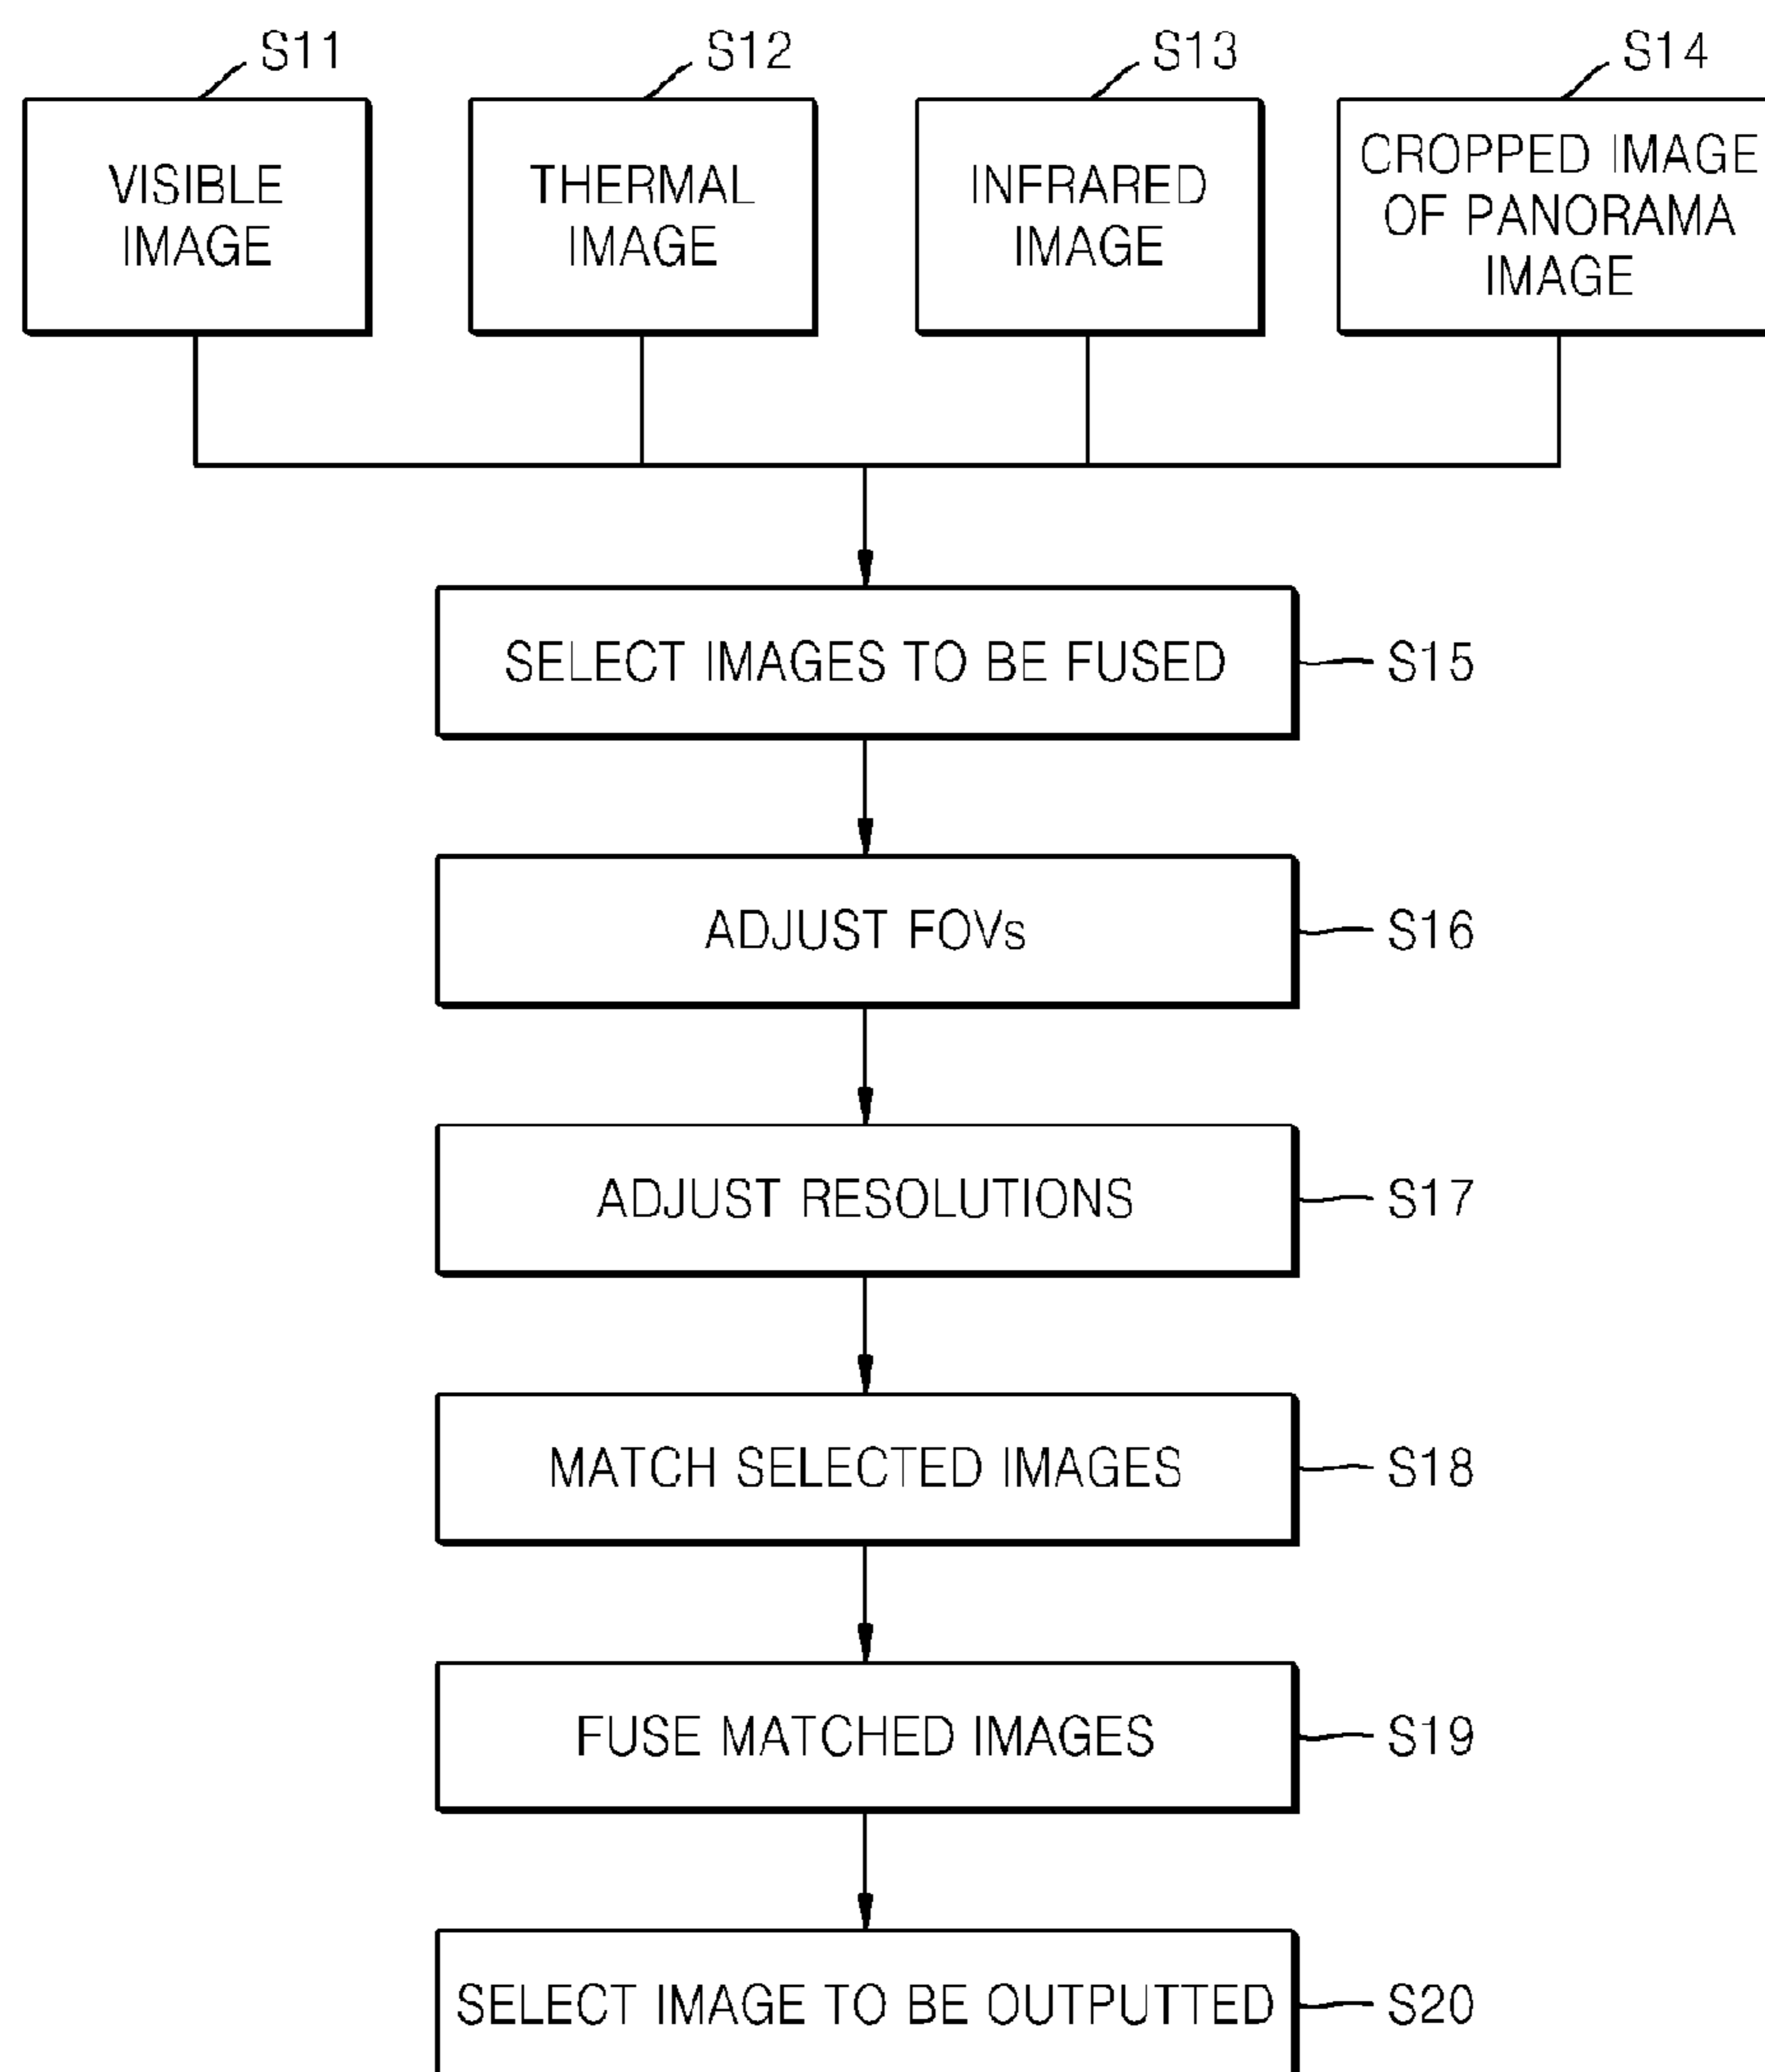 S11
S12
S13
S14
VISIBLE
IMAGE
THERMAL
IMAGE
INFRARED
IMAGE
CROPPED IMAGE
OF PANORAMA
IMAGE
SELECT IMAGES TO BE FUSED
S15
ADJUST FOVs
S16
ADJUST RESOLUTIONS
S17
MATCH SELECTED IMAGES
S18
FUSE MATCHED IMAGES
S19
SELECT IMAGE TO BE OUTPUTTED
S20